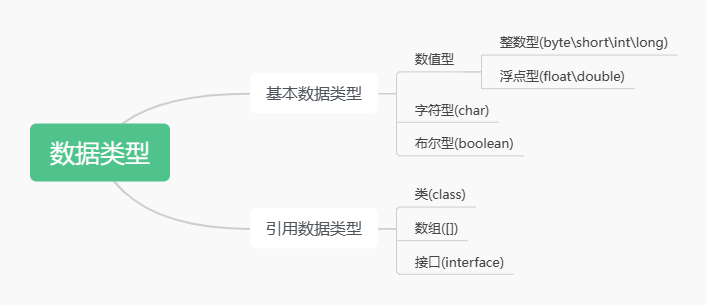 数据类型
基本数据类型
数值型
整数型(byte\short\int\long)
浮点型(float\double)
字符型(char)
布尔型(boolean)
引用数据类型
类(class)
数组([])
接口(interface)